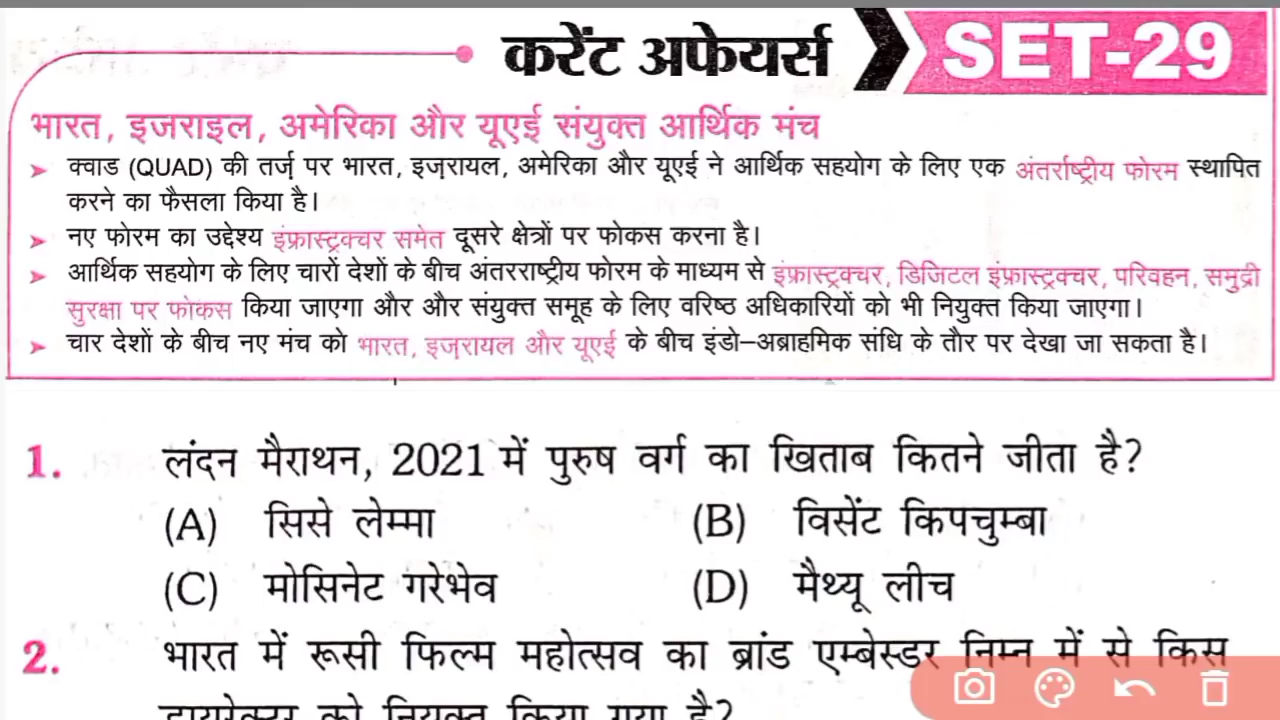 करेंट अफेयर्स SET-29
भारत, इजराइल, अमेरिका और यूएई संयुक्त आर्थिक मंच
➤ क्वाड (QUAD) की तर्ज़ पर भारत, इज़रायल, अमेरिका और यूएई ने आर्थिक सहयोग के लिए एक अंतर्राष्ट्रीय फोरम स्थापित
करने का फैसला किया है।
➤ नए फोरम का उद्देश्य इंफ्रास्ट्रक्चर समेत दूसरे क्षेत्रों पर फोकस करना है।
➤ आर्थिक सहयोग के लिए चारों देशों के बीच अंतरराष्ट्रीय फोरम के माध्यम से इंफ्रास्ट्रक्चर, डिजिटल इंफ्रास्ट्रक्चर, परिवहन, समुद्री
सुरक्षा पर फोकस किया जाएगा और और संयुक्त समूह के लिए वरिष्ठ अधिकारियों को भी नियुक्त किया जाएगा।
➤ चार देशों के बीच नए मंच को भारत, इज़रायल और यूएई के बीच इंडो–अब्राहमिक संधि के तौर पर देखा जा सकता है।
1. लंदन मैराथन, 2021 में पुरुष वर्ग का खिताब कितने जीता है?
(A) सिसे लेम्मा (B) विसेंट किपचुम्बा
(C) मोसिनेट गरेभेव (D) मैथ्यू लीच
2. भारत में रूसी फिल्म महोत्सव का ब्रांड एम्बेस्डर निम्न में से किस
डायरेक्टर को नियुक्त किया गया है?